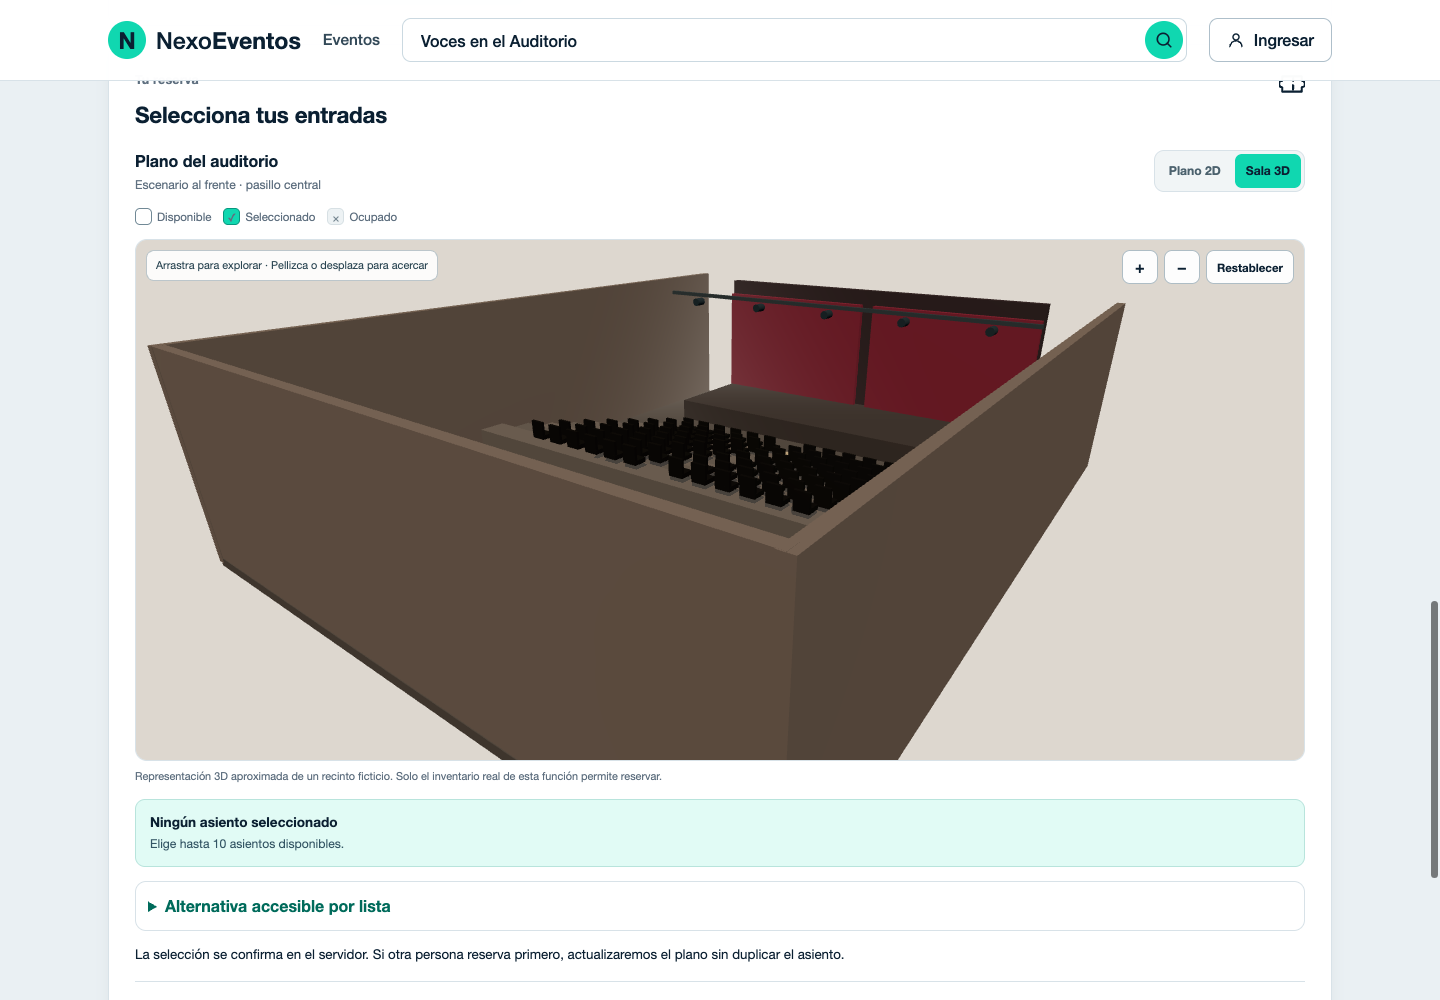 N NexoEventos
Eventos
Voces en el Auditorio
Ingresar
Tu reserva
Selecciona tus entradas
Plano del auditorio
Escenario al frente · pasillo central
Plano 2D
Sala 3D
Disponible
Seleccionado
Ocupado
Arrastra para explorar · Pellizca o desplaza para acercar
+
−
Restablecer
Representación 3D aproximada de un recinto ficticio. Solo el inventario real de esta función permite reservar.
Ningún asiento seleccionado
Elige hasta 10 asientos disponibles.
Alternativa accesible por lista
La selección se confirma en el servidor. Si otra persona reserva primero, actualizaremos el plano sin duplicar el asiento.